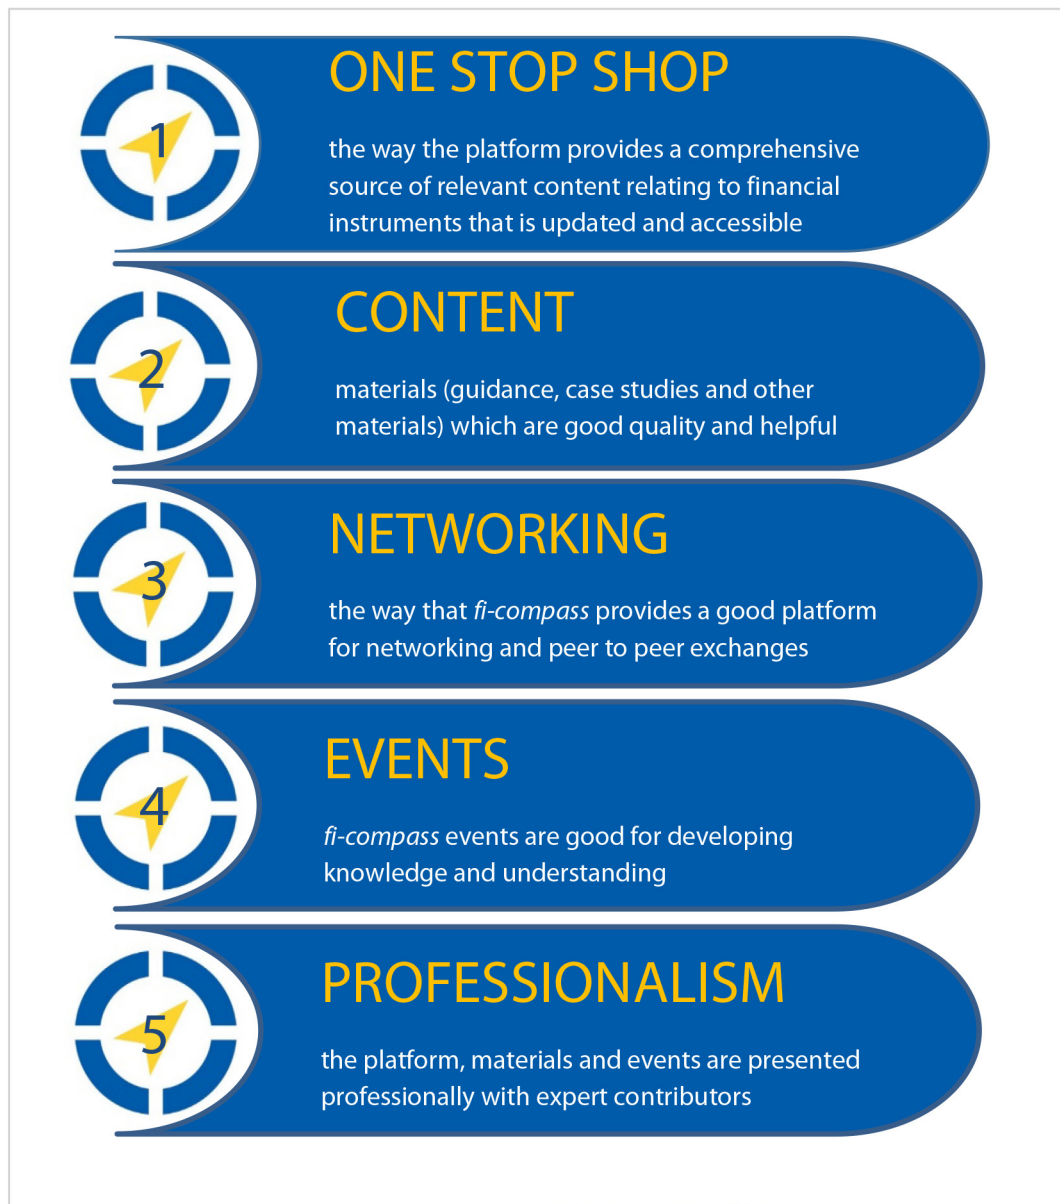 1
ONE STOP SHOP
the way the platform provides a comprehensive
source of relevant content relating to financial
instruments that is updated and accessible
2
CONTENT
materials (guidance, case studies and other
materials) which are good quality and helpful
3
NETWORKING
the way that fi-compass provides a good platform
for networking and peer to peer exchanges
4
EVENTS
fi-compass events are good for developing
knowledge and understanding
5
PROFESSIONALISM
the platform, materials and events are presented
professionally with expert contributors